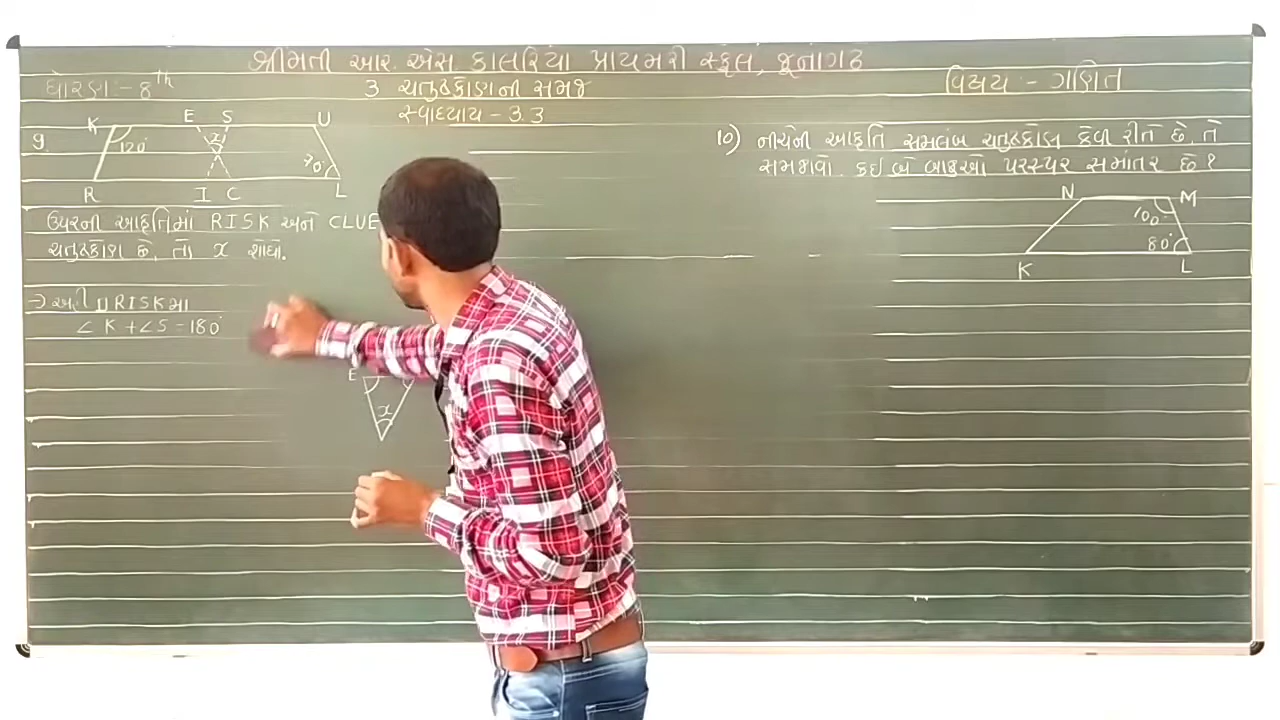 શ્રીમતી આર. એસ. કાલરિયા પ્રાયમરી સ્કૂલ, જૂનાગઢ
ધોરણ:- 8th
3 ચતુષ્કોણની સમજ
વિષય :- ગણિત
સ્વાધ્યાય - 3.3
9.
K E S U
120° x 70°
R I C L
ઉપરની આકૃતિમાં RISK અને CLUE
ચતુષ્કોણ છે, તો x શોધો.
→ અહીં □RISKમા
∠K+∠S=180°
E
x
10) નીચેની આકૃતિ સમલંબ ચતુષ્કોણ કેવી રીતે છે, તે
સમજાવો. કઈ બે બાજુઓ પરસ્પર સમાંતર છે?
N M
100°
80°
K L